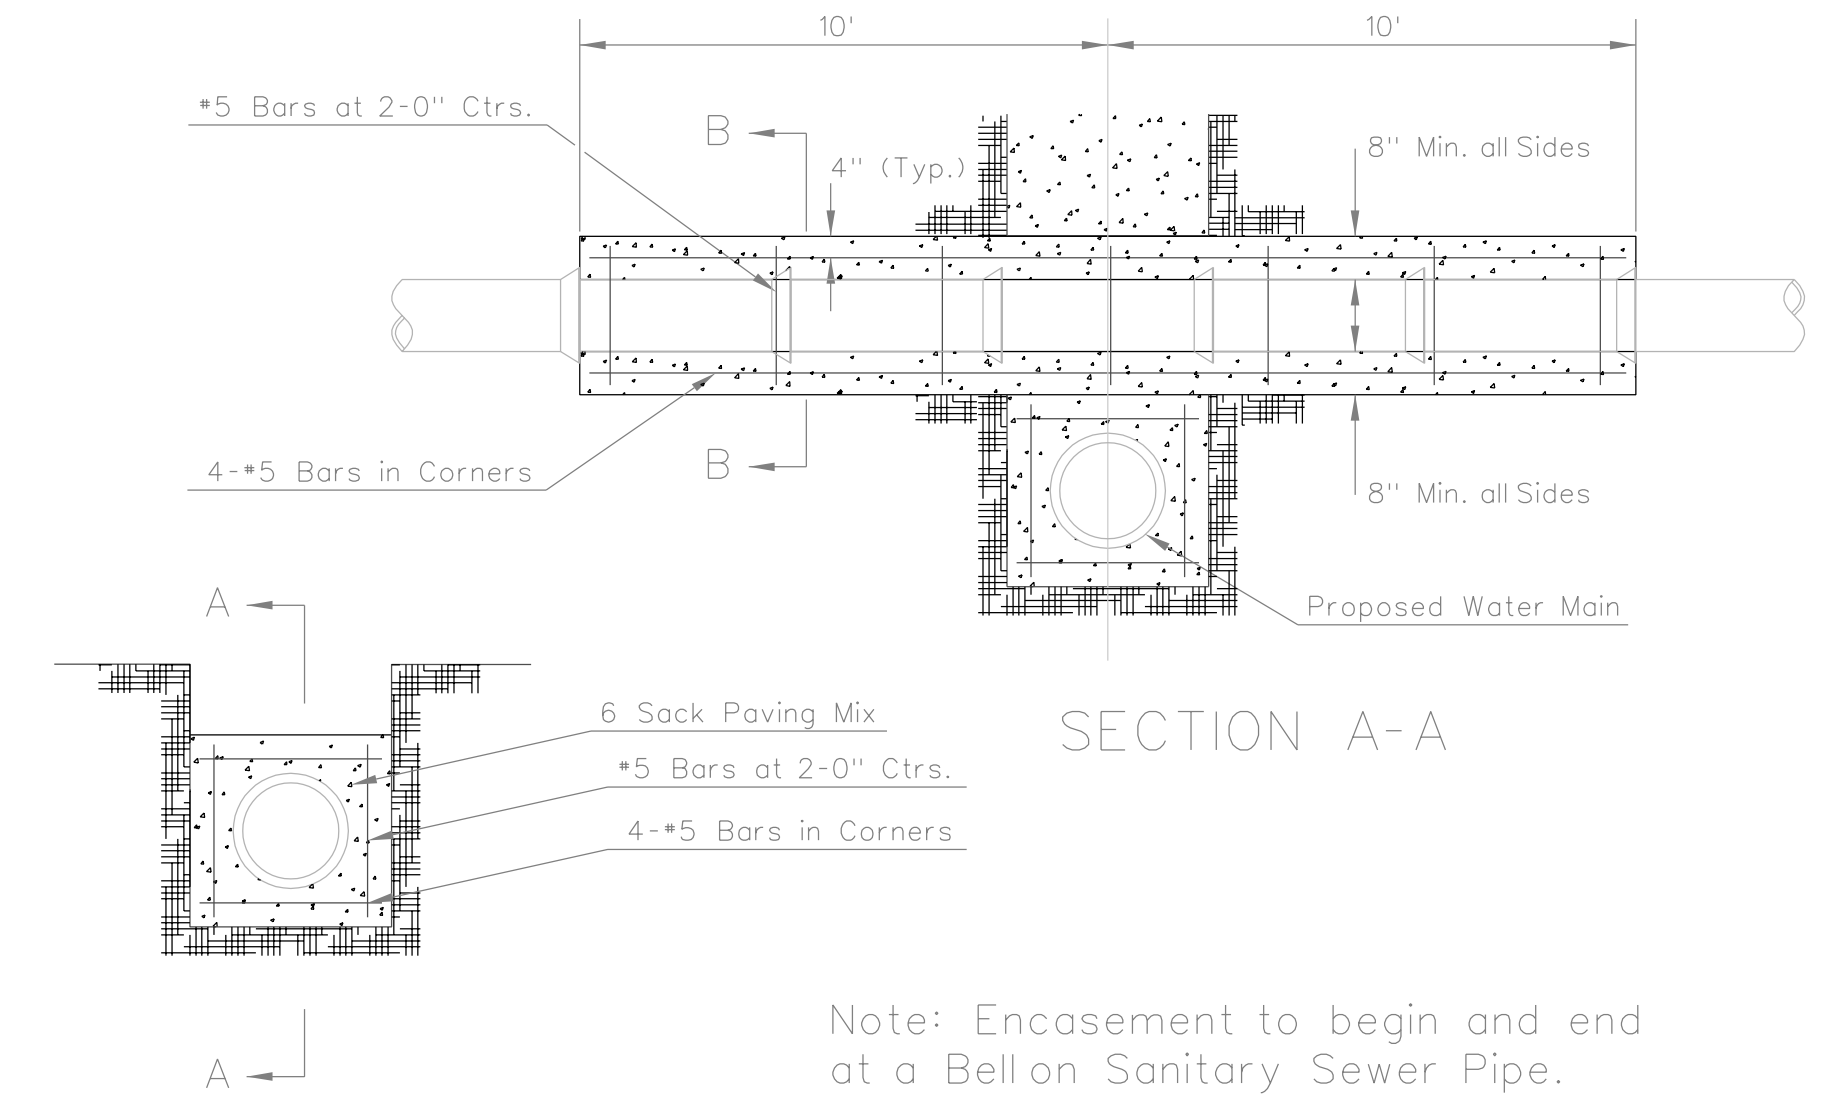 10'
10'
#5 Bars at 2-0" Ctrs.
B
4" (Typ.)
8" Min. all Sides
B
4-#5 Bars in Corners
8" Min. all Sides
Proposed Water Main
A
6 Sack Paving Mix
SECTION A-A
#5 Bars at 2-0" Ctrs.
4-#5 Bars in Corners
Note: Encasement to begin and end
at a Bell on Sanitary Sewer Pipe.
A